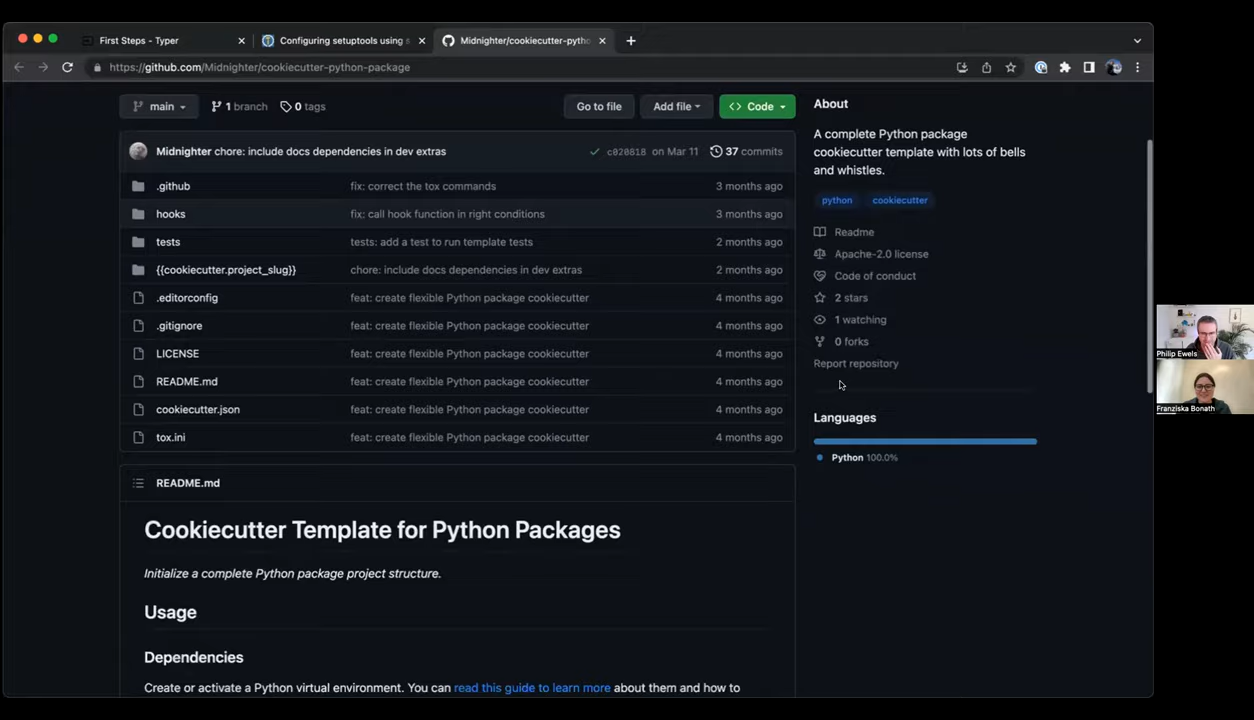 First Steps - Typer
Configuring setuptools using s
Midnighter/cookiecutter-pytho
https://github.com/Midnighter/cookiecutter-python-package
main
1 branch
0 tags
Go to file
Add file
<> Code
Midnighter chore: include docs dependencies in dev extras
c020818 on Mar 11
37 commits
.github fix: correct the tox commands 3 months ago
hooks fix: call hook function in right conditions 3 months ago
tests tests: add a test to run template tests 2 months ago
{{cookiecutter.project_slug}} chore: include docs dependencies in dev extras 2 months ago
.editorconfig feat: create flexible Python package cookiecutter 4 months ago
.gitignore feat: create flexible Python package cookiecutter 4 months ago
LICENSE feat: create flexible Python package cookiecutter 4 months ago
README.md feat: create flexible Python package cookiecutter 4 months ago
cookiecutter.json feat: create flexible Python package cookiecutter 4 months ago
tox.ini feat: create flexible Python package cookiecutter 4 months ago
README.md
Cookiecutter Template for Python Packages
Initialize a complete Python package project structure.
Usage
Dependencies
Create or activate a Python virtual environment. You can read this guide to learn more about them and how to
About
A complete Python package
cookiecutter template with lots of bells
and whistles.
python cookiecutter
Readme
Apache-2.0 license
Code of conduct
2 stars
1 watching
0 forks
Report repository
Languages
Python 100.0%
Philip Ewels
Franziska Bonath